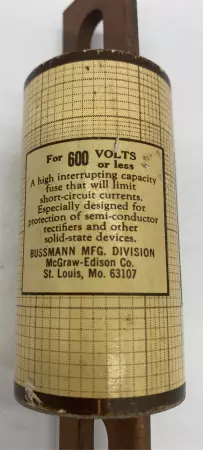 For 600 VOLTS
or less
A high interrupting capacity
fuse that will limit
short-circuit currents.
Especially designed for
protection of semi-conductor
rectifiers and other
solid-state devices.
BUSSMANN MFG. DIVISION
McGraw-Edison Co.
St. Louis, Mo. 63107